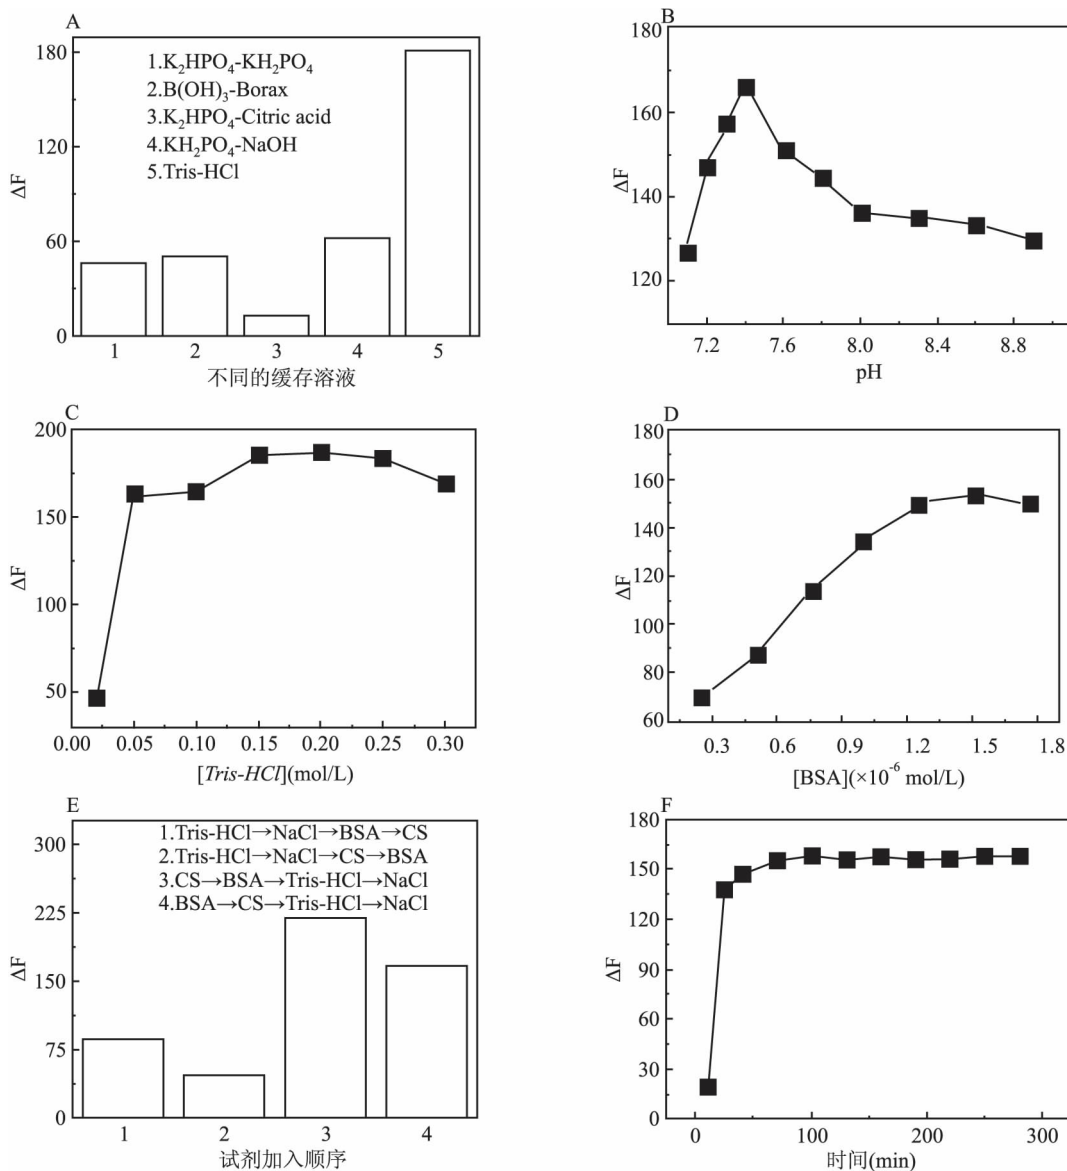 A
180
120
60
0
ΔF
1.K₂HPO₄-KH₂PO₄
2.B(OH)₃-Borax
3.K₂HPO₄-Citric acid
4.KH₂PO₄-NaOH
5.Tris-HCl
1 2 3 4 5
不同的缓存溶液
B
160
140
120
ΔF
7.2 7.6 8.0 8.4 8.8
pH
C
200
150
100
50
ΔF
0.00 0.05 0.10 0.15 0.20 0.25 0.30
[Tris-HCl](mol/L)
D
180
160
140
120
100
80
60
ΔF
0.3 0.6 0.9 1.2 1.5 1.8
[BSA](×10⁻⁶ mol/L)
E
300
225
150
75
0
ΔF
1.Tris-HCl→NaCl→BSA→CS
2.Tris-HCl→NaCl→CS→BSA
3.CS→BSA→Tris-HCl→NaCl
4.BSA→CS→Tris-HCl→NaCl
1 2 3 4
试剂加入顺序
F
180
150
120
90
60
30
0
ΔF
0 100 200 300
时间(min)